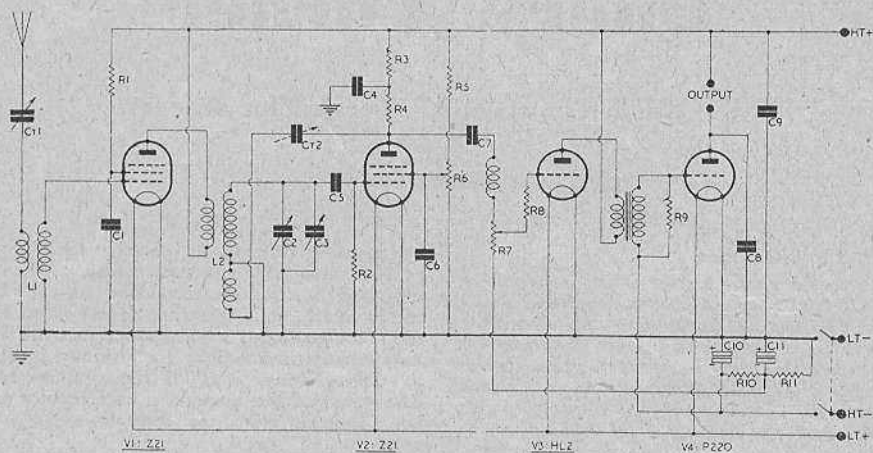 HT+
R1
R3
R5
C4
R4
OUTPUT
C9
CT1
CT2
C7
R6
R8
C5
R9
C1
C2
C3
L2
R2
C6
R7
C8
L1
LT-
C10
C11
R10
R11
HT-
LT+
V1: Z21
V2: Z21
V3: HL2
V4: P220